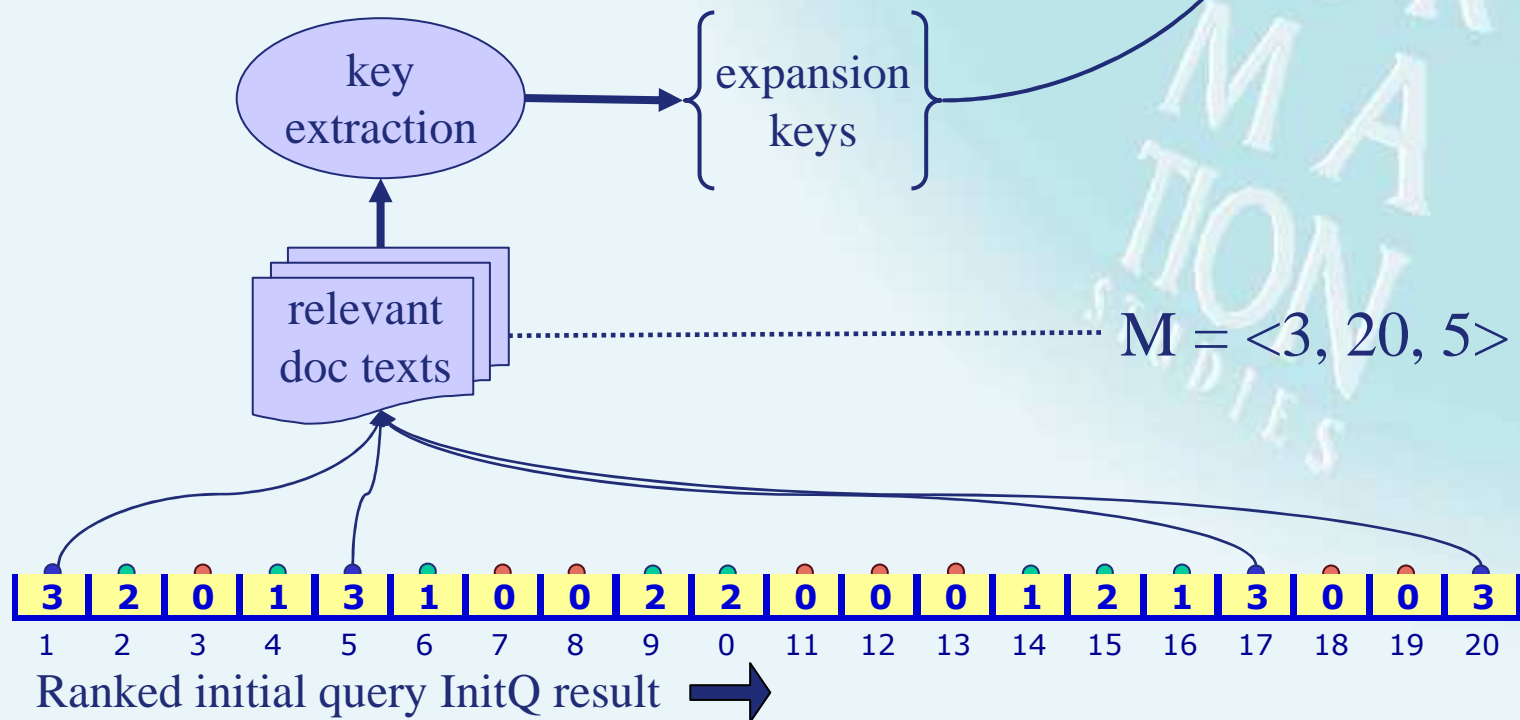 key
extraction
expansion
keys
M A
TION
STUDIES
relevant
doc texts
M = <3, 20, 5>
3 2 0 1 3 1 0 0 2 2 0 0 0 1 2 1 3 0 0 3
1 2 3 4 5 6 7 8 9 0 11 12 13 14 15 16 17 18 19 20
Ranked initial query InitQ result